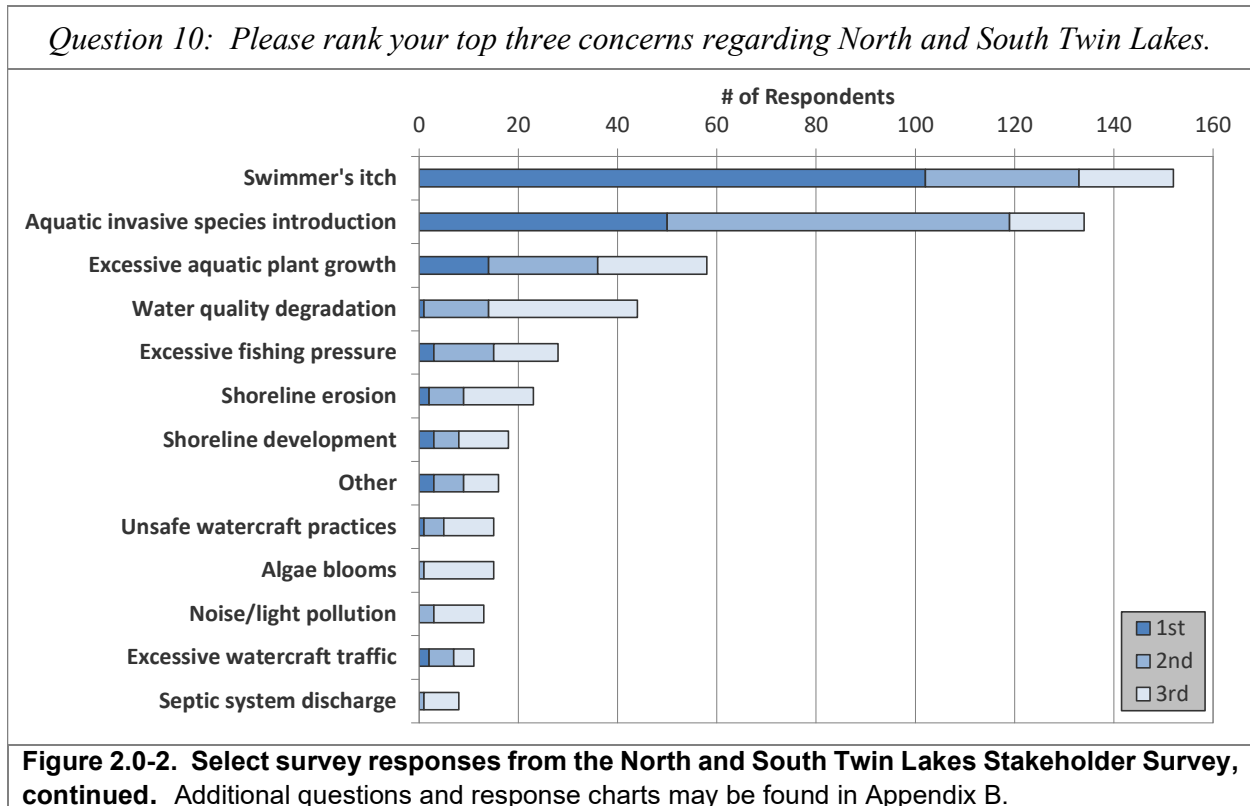 Question 10:  Please rank your top three concerns regarding North and South Twin Lakes.
# of Respondents
0 20 40 60 80 100 120 140 160
Swimmer's itch
Aquatic invasive species introduction
Excessive aquatic plant growth
Water quality degradation
Excessive fishing pressure
Shoreline erosion
Shoreline development
Other
Unsafe watercraft practices
Algae blooms
Noise/light pollution
Excessive watercraft traffic
Septic system discharge
1st
2nd
3rd
Figure 2.0-2.  Select survey responses from the North and South Twin Lakes Stakeholder Survey,
continued.  Additional questions and response charts may be found in Appendix B.